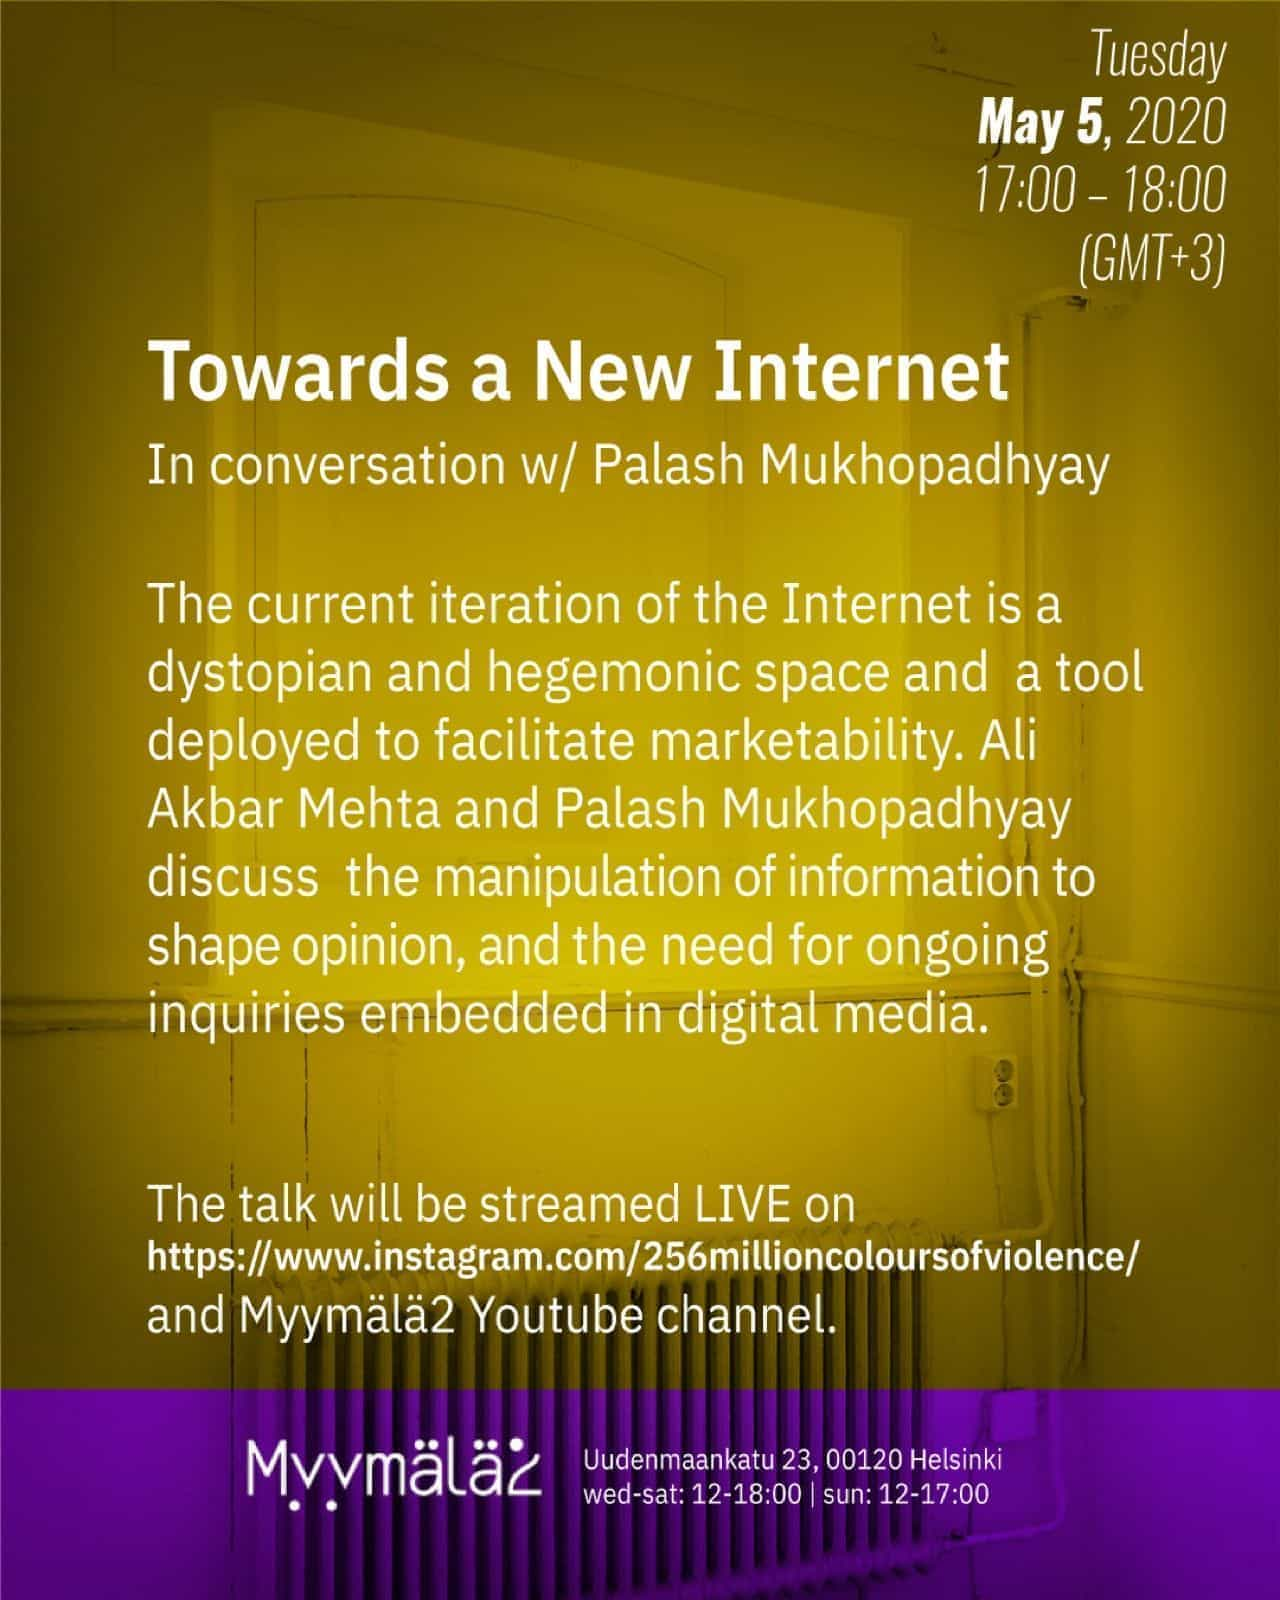 Tuesday
May 5, 2020
17:00 – 18:00
(GMT+3)
Towards a New Internet
In conversation w/ Palash Mukhopadhyay
The current iteration of the Internet is a
dystopian and hegemonic space and  a tool
deployed to facilitate marketability. Ali
Akbar Mehta and Palash Mukhopadhyay
discuss  the manipulation of information to
shape opinion, and the need for ongoing
inquiries embedded in digital media.
The talk will be streamed LIVE on
https://www.instagram.com/256millioncoloursofviolence/
and Myymälä2 Youtube channel.
Myymälä2
Uudenmaankatu 23, 00120 Helsinki
wed-sat: 12-18:00 | sun: 12-17:00